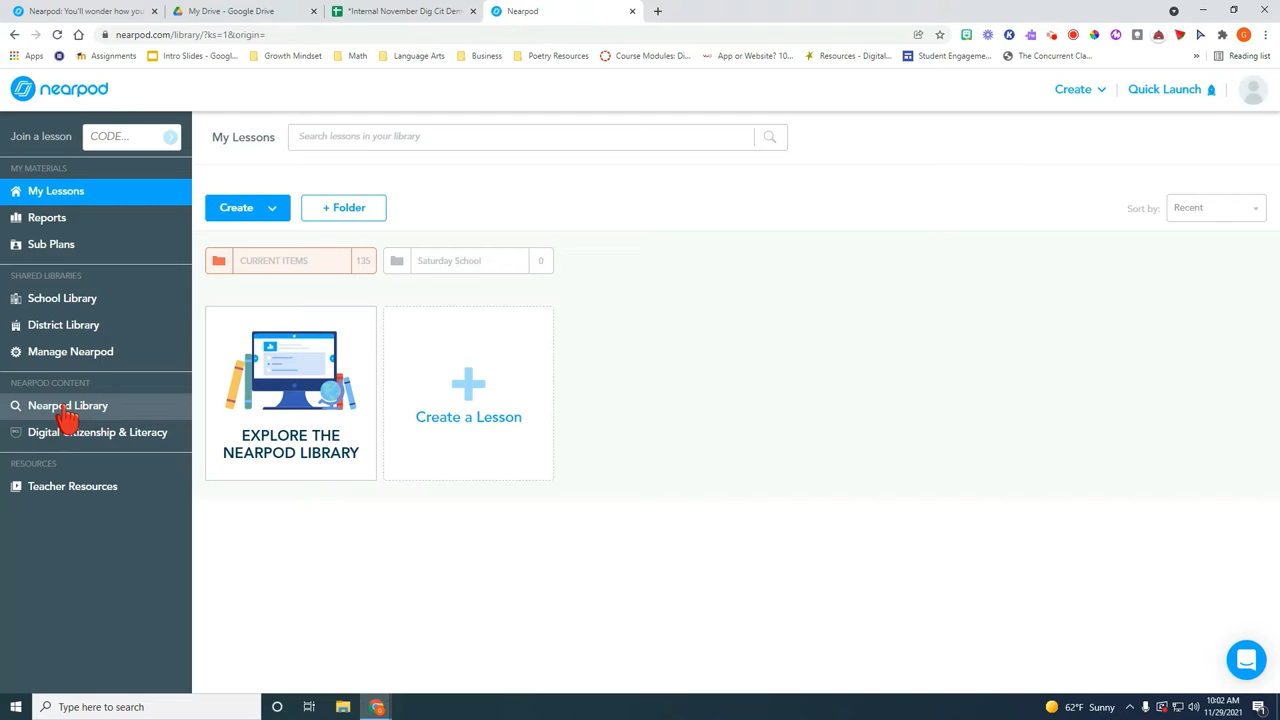 Nearpod: You'll wonder how you
My Drive - Google Drive
*Internal November Dig Cit Dem
Nearpod
nearpod.com/library/?ks=1&origin=
Apps
Assignments
Intro Slides - Googl...
Growth Mindset
Math
Language Arts
Business
Poetry Resources
Course Modules: Di...
App or Website? 10...
Resources - Digital...
Student Engageme...
The Concurrent Cla...
»
Reading list
nearpod
Create
Quick Launch
Join a lesson
CODE...
My Lessons
Search lessons in your library
MY MATERIALS
My Lessons
Reports
Sub Plans
Create
+ Folder
Sort by:
Recent
SHARED LIBRARIES
School Library
District Library
Manage Nearpod
CURRENT ITEMS
135
Saturday School
0
NEARPOD CONTENT
Nearpod Library
Digital Citizenship & Literacy
RESOURCES
Teacher Resources
EXPLORE THE
NEARPOD LIBRARY
Create a Lesson
Type here to search
62°F Sunny
10:02 AM
11/29/2021